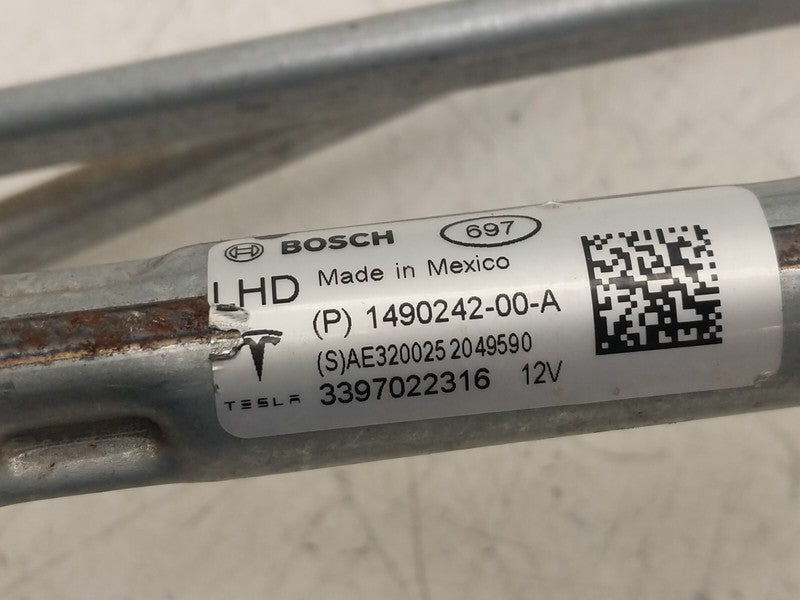 BOSCH 697
LHD Made in Mexico
(P) 1490242-00-A
(S)AE320025 2049590
TESLA 3397022316 12V